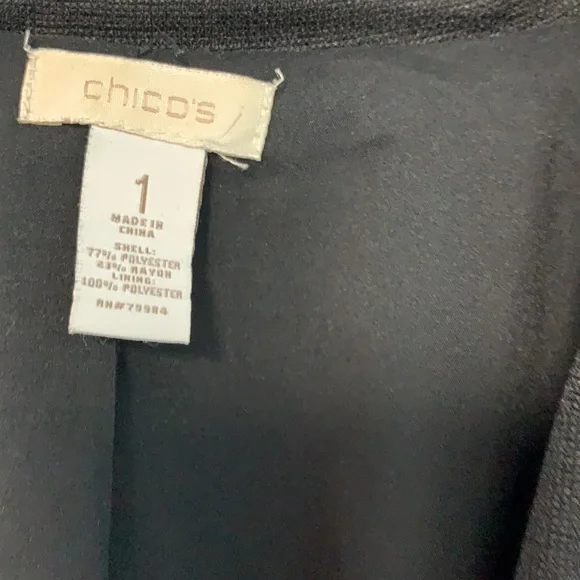 chico's
1
MADE IN
CHINA
SHELL:
77% POLYESTER
23% RAYON
LINING:
100% POLYESTER
RN#79984